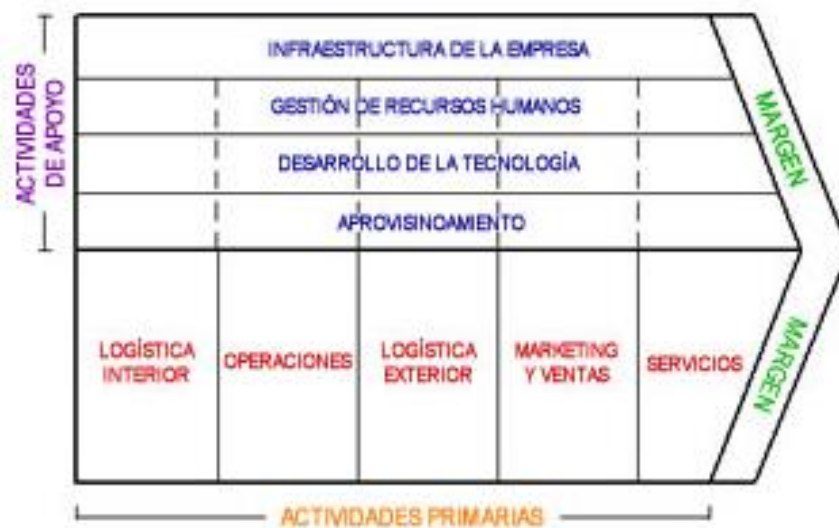 ACTIVIDADES
DE APOYO
INFRAESTRUCTURA DE LA EMPRESA
GESTIÓN DE RECURSOS HUMANOS
DESARROLLO DE LA TECNOLOGÍA
APROVISINOAMIENTO
MARGEN
LOGÍSTICA
INTERIOR
OPERACIONES
LOGÍSTICA
EXTERIOR
MARKETING
Y VENTAS
SERVICIOS
MARGEN
ACTIVIDADES PRIMARIAS